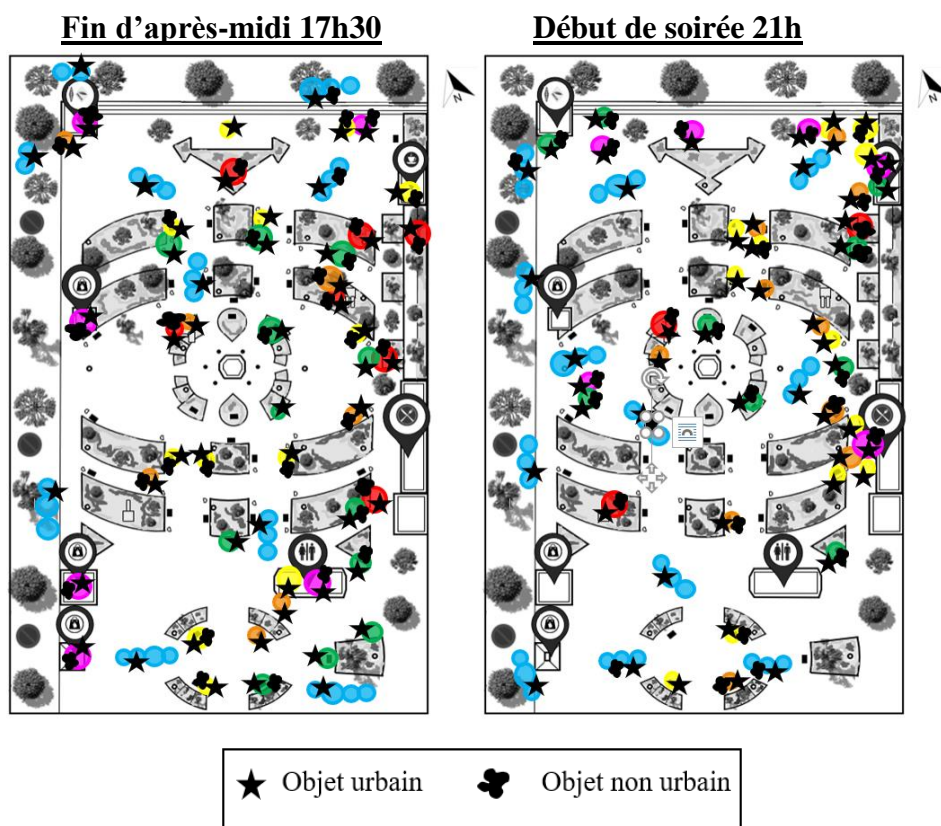 Fin d’après-midi 17h30
Début de soirée 21h
N
N
Objet urbain
Objet non urbain